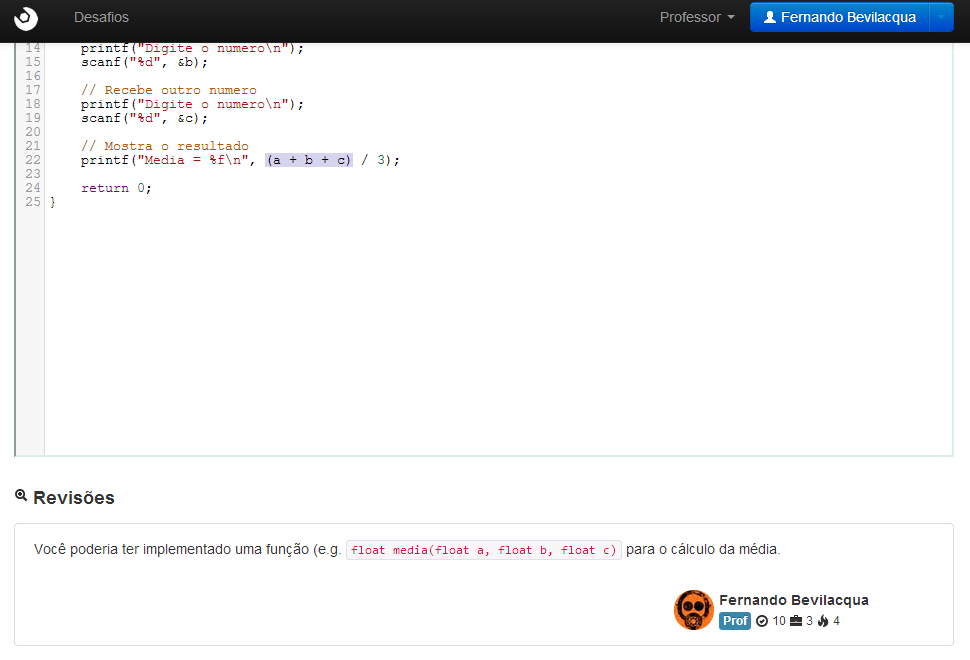 Desafios Professor Fernando Bevilacqua
14 printf("Digite o numero\n");
15 scanf("%d", &b);
16
17 // Recebe outro numero
18 printf("Digite o numero\n");
19 scanf("%d", &c);
20
21 // Mostra o resultado
22 printf("Media = %f\n", (a + b + c) / 3);
23
24 return 0;
25 }
Revisões
Você poderia ter implementado uma função (e.g. float media(float a, float b, float c) para o cálculo da média.
Fernando Bevilacqua
Prof 10 3 4